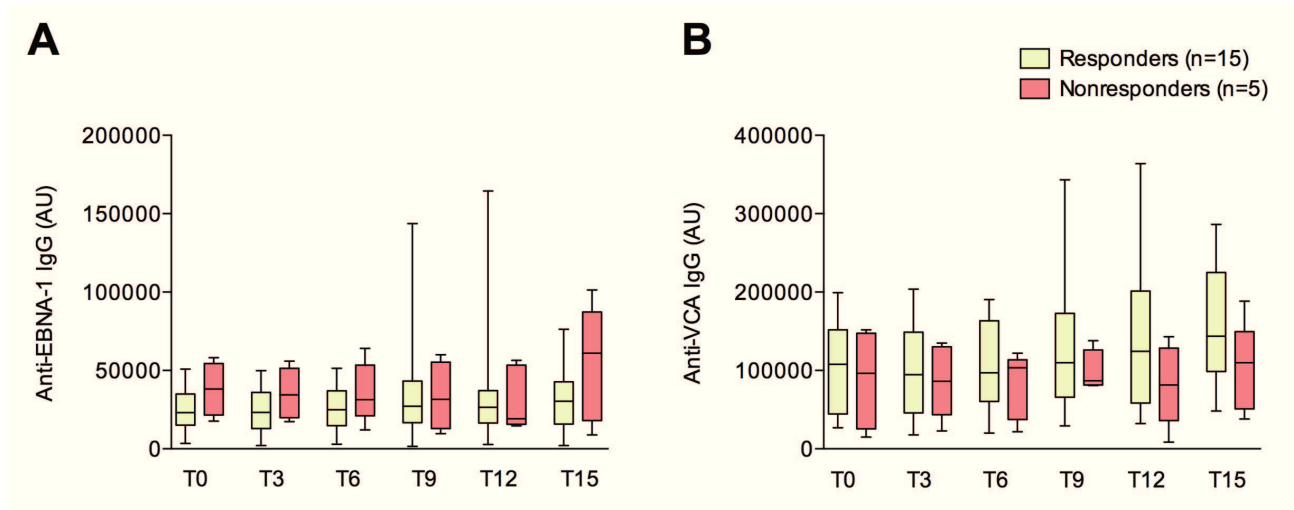 A
B
Responders (n=15)
Nonresponders (n=5)
Anti-EBNA-1 IgG (AU)
200000
150000
100000
50000
0
T0 T3 T6 T9 T12 T15
Anti-VCA IgG (AU)
400000
300000
200000
100000
0
T0 T3 T6 T9 T12 T15